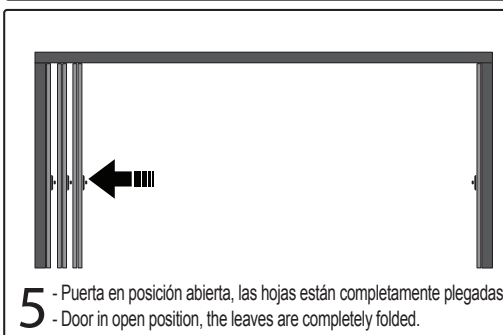 5
- Puerta en posición abierta, las hojas están completamente plegadas
- Door in open position, the leaves are completely folded.